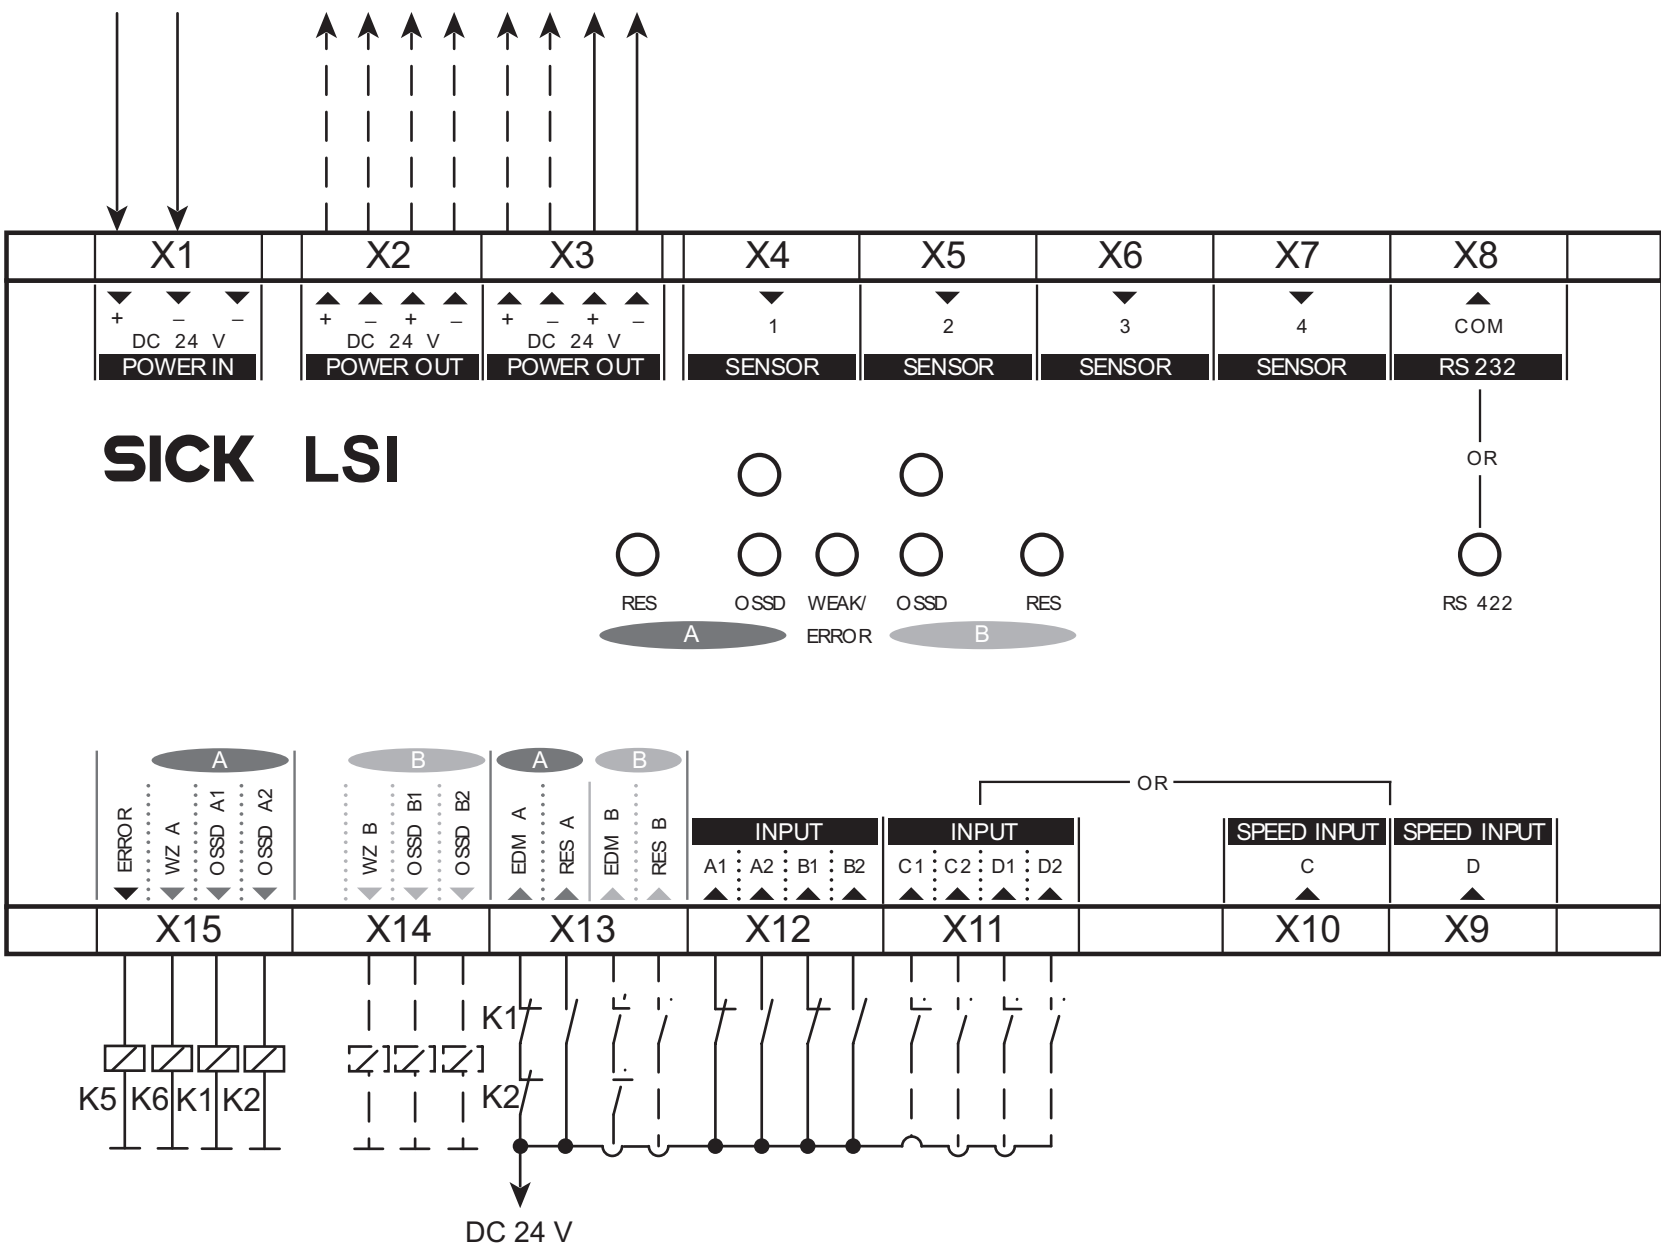 X1 X2 X3 X4 X5 X6 X7 X8
+ – – + – + – + – + – 1 2 3 4 COM
DC 24 V DC 24 V DC 24 V
POWER IN POWER OUT POWER OUT SENSOR SENSOR SENSOR SENSOR RS 232
SICK LSI
OR
RES OSSD WEAK/ OSSD RES RS 422
A ERROR B
A B A B
OR
ERROR WZ A OSSD A1 OSSD A2 WZ B OSSD B1 OSSD B2 EDM A RES A EDM B RES B
INPUT INPUT SPEED INPUT SPEED INPUT
A1 A2 B1 B2 C1 C2 D1 D2 C D
X15 X14 X13 X12 X11 X10 X9
K1
K5 K6 K1 K2 K2
DC 24 V